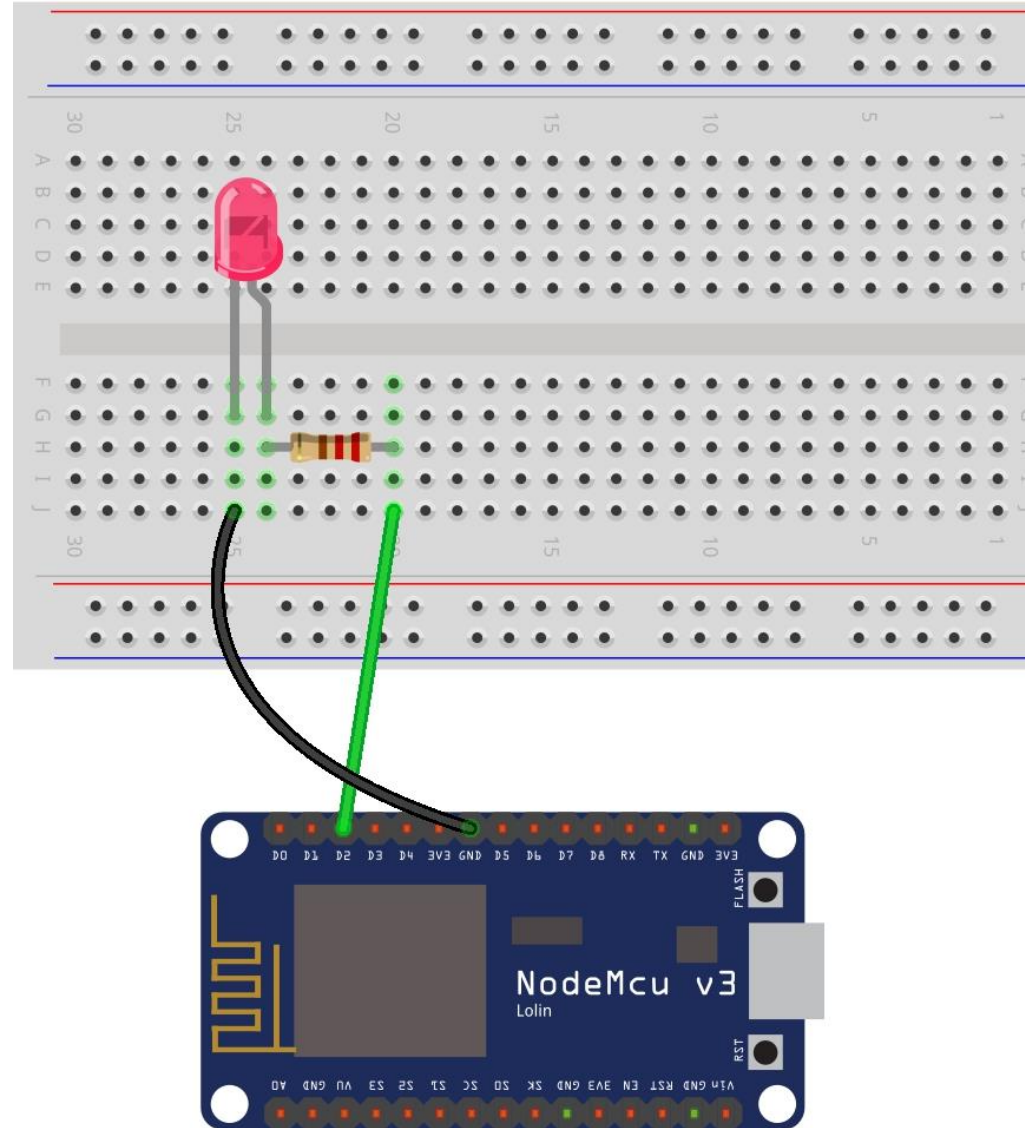 30 25 20 15 10 5 1
A
B
C
D
E
F
G
H
I
J
30 25 15 10 5 1
D0 D1 D2 D3 D4 3V3 GND D5 D6 D7 D8 RX TX GND 3V3
FLASH
NodeMcu v3
Lolin
RST
A0 GND VU S3 S2 S1 SC S0 SK GND 3V3 EN RST GND Vin